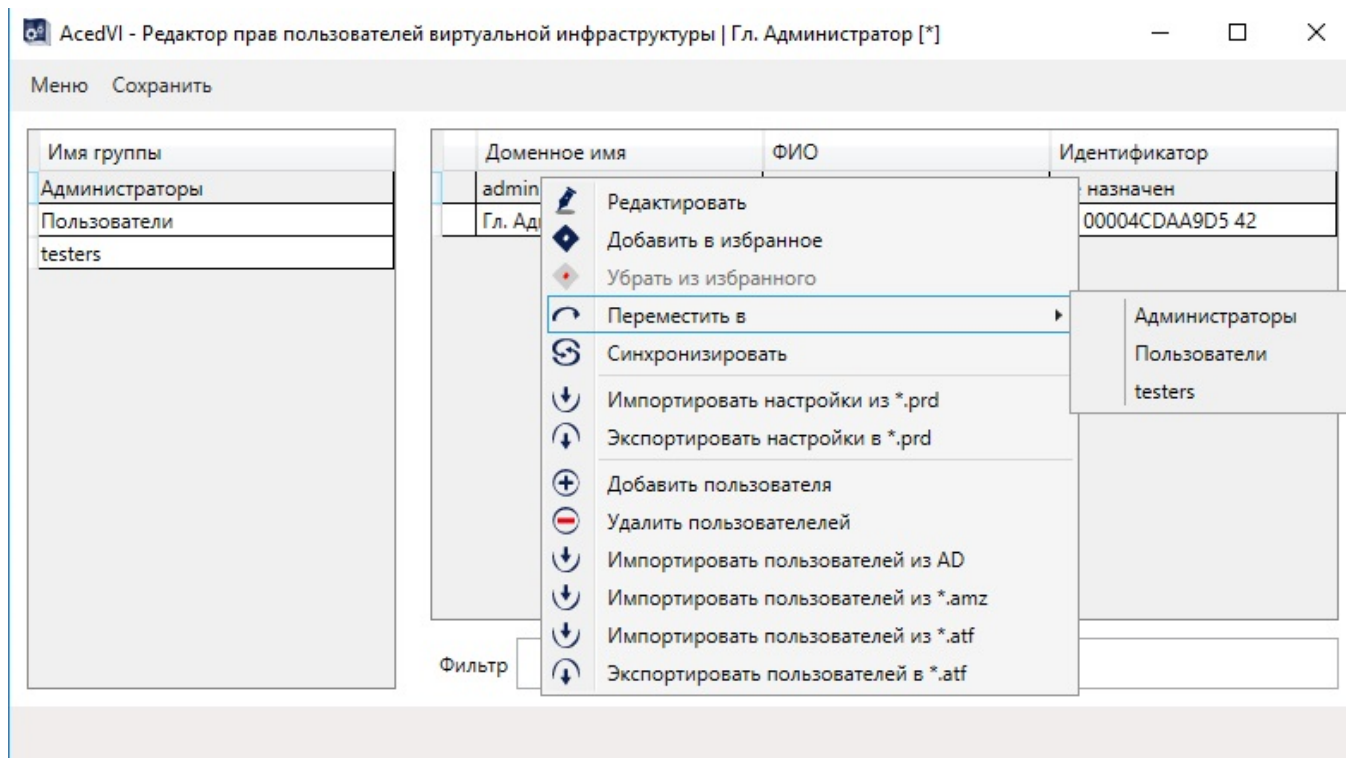 AcedVI - Редактор прав пользователей виртуальной инфраструктуры | Гл. Администратор [*]
Меню Сохранить
Имя группы
Администраторы
Пользователи
testers
Доменное имя ФИО Идентификатор
admin назначен
Гл. 00004CDAA9D5 42
Редактировать
Добавить в избранное
Убрать из избранного
Переместить в
Синхронизировать
Импортировать настройки из *.prd
Экспортировать настройки в *.prd
Добавить пользователя
Удалить пользователелей
Импортировать пользователей из AD
Импортировать пользователей из *.amz
Импортировать пользователей из *.atf
Экспортировать пользователей в *.atf
Администраторы
Пользователи
testers
Фильтр